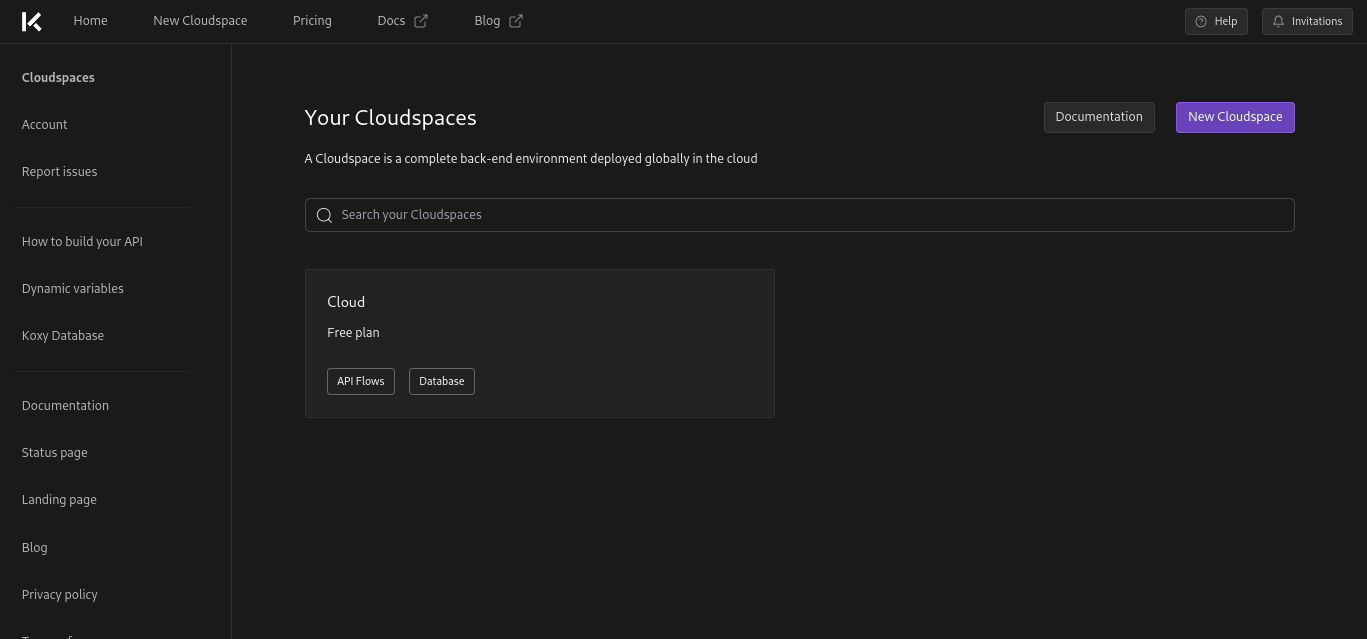 Home
New Cloudspace
Pricing
Docs
Blog
Help
Invitations
Cloudspaces
Account
Report issues
How to build your API
Dynamic variables
Koxy Database
Documentation
Status page
Landing page
Blog
Privacy policy
Your Cloudspaces
Documentation
New Cloudspace
A Cloudspace is a complete back-end environment deployed globally in the cloud
Search your Cloudspaces
Cloud
Free plan
API Flows
Database